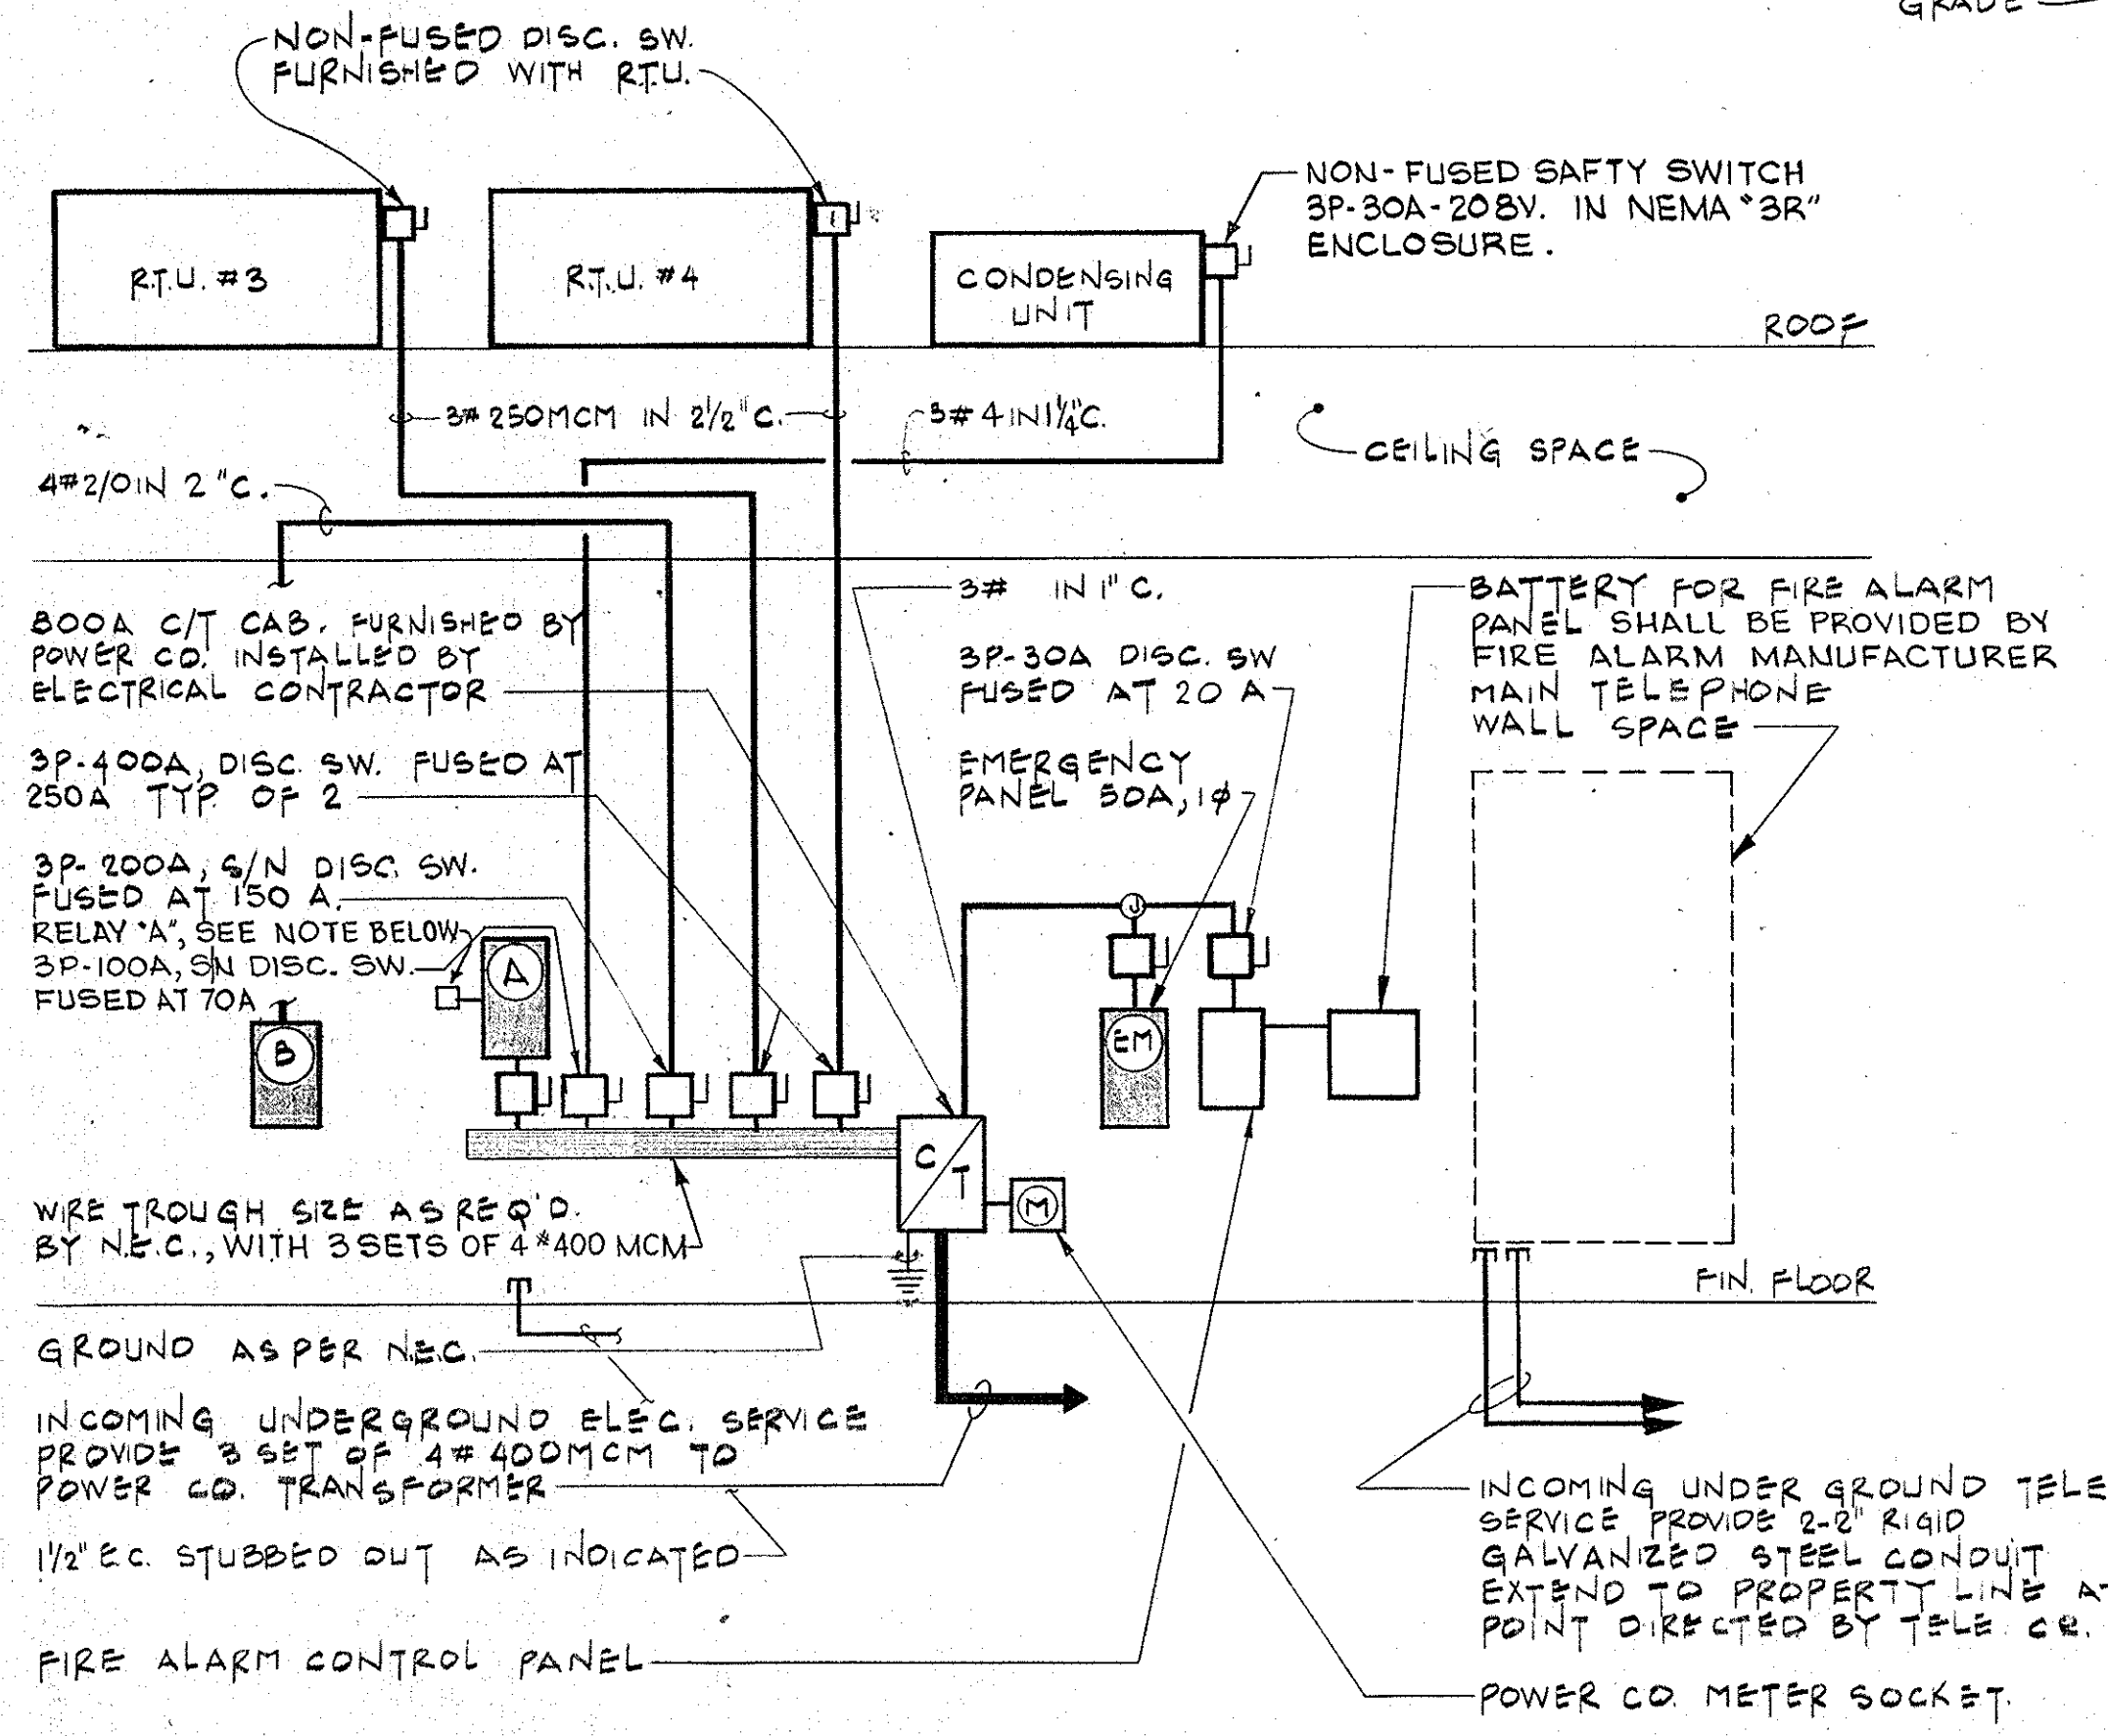 GRADE
NON-FUSED DISC. SW.
FURNISHED WITH R.T.U.
NON-FUSED SAFTY SWITCH
3P-30A-208V. IN NEMA "3R"
ENCLOSURE.
R.T.U. #3
R.T.U. #4
CONDENSING
UNIT
ROOF
3#250MCM IN 2 1/2"C.
3#4 IN 1 1/4"C.
CEILING SPACE
4#2/0 IN 2"C.
800A C/T CAB. FURNISHED BY
POWER CO. INSTALLED BY
ELECTRICAL CONTRACTOR
3P-400A, DISC. SW. FUSED AT
250A TYP. OF 2
3P-200A, S/N DISC. SW.
FUSED AT 150 A.
RELAY "A", SEE NOTE BELOW
3P-100A, SN DISC. SW.
FUSED AT 70A
3# IN 1"C.
3P-30A DISC. SW
FUSED AT 20 A
EMERGENCY
PANEL 50A, 1φ
BATTERY FOR FIRE ALARM
PANEL SHALL BE PROVIDED BY
FIRE ALARM MANUFACTURER
MAIN TELEPHONE
WALL SPACE
A
B
J
EM
C/T
M
WIRE TROUGH SIZE AS REQ'D.
BY N.E.C., WITH 3 SETS OF 4#400 MCM
FIN. FLOOR
GROUND AS PER N.E.C.
INCOMING UNDERGROUND ELEC. SERVICE
PROVIDE 3 SET OF 4#400MCM TO
POWER CO. TRANSFORMER
1 1/2" E.C. STUBBED OUT AS INDICATED
FIRE ALARM CONTROL PANEL
INCOMING UNDER GROUND TELE
SERVICE PROVIDE 2-2" RIGID
GALVANIZED STEEL CONDUIT
EXTEND TO PROPERTY LINE AT
POINT DIRECTED BY TELE CO.
POWER CO. METER SOCKET.